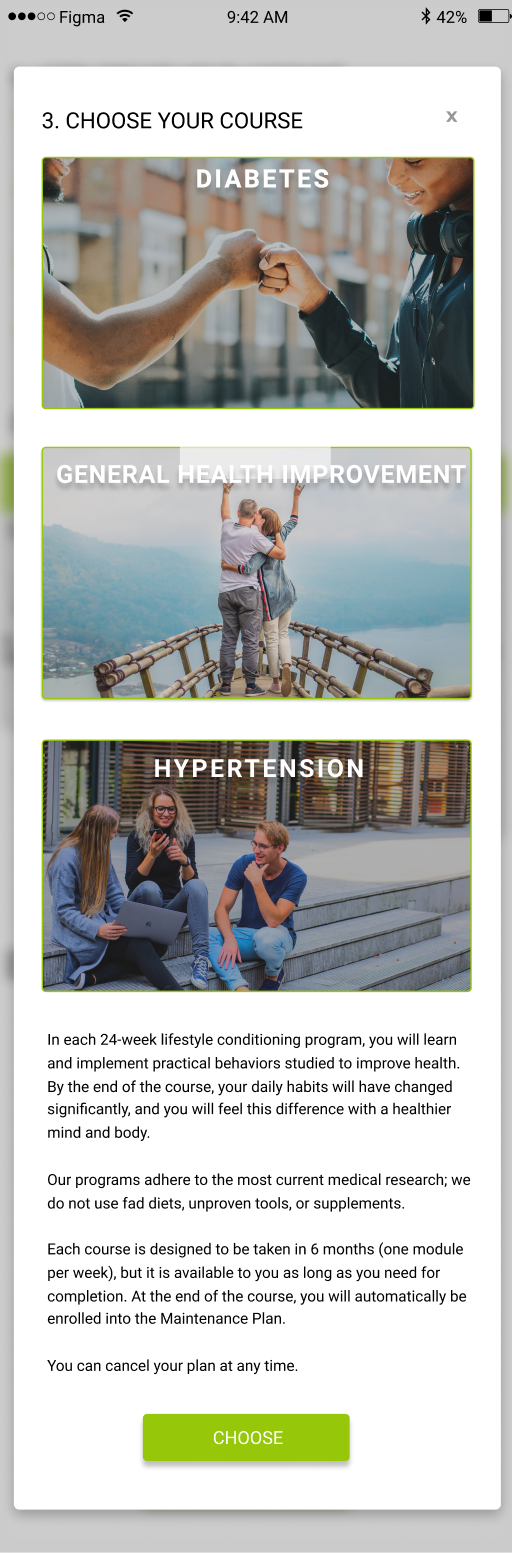 Figma 9:42 AM 42%
3. CHOOSE YOUR COURSE x
DIABETES
GENERAL HEALTH IMPROVEMENT
HYPERTENSION
In each 24-week lifestyle conditioning program, you will learn
and implement practical behaviors studied to improve health.
By the end of the course, your daily habits will have changed
significantly, and you will feel this difference with a healthier
mind and body.
Our programs adhere to the most current medical research; we
do not use fad diets, unproven tools, or supplements.
Each course is designed to be taken in 6 months (one module
per week), but it is available to you as long as you need for
completion. At the end of the course, you will automatically be
enrolled into the Maintenance Plan.
You can cancel your plan at any time.
CHOOSE